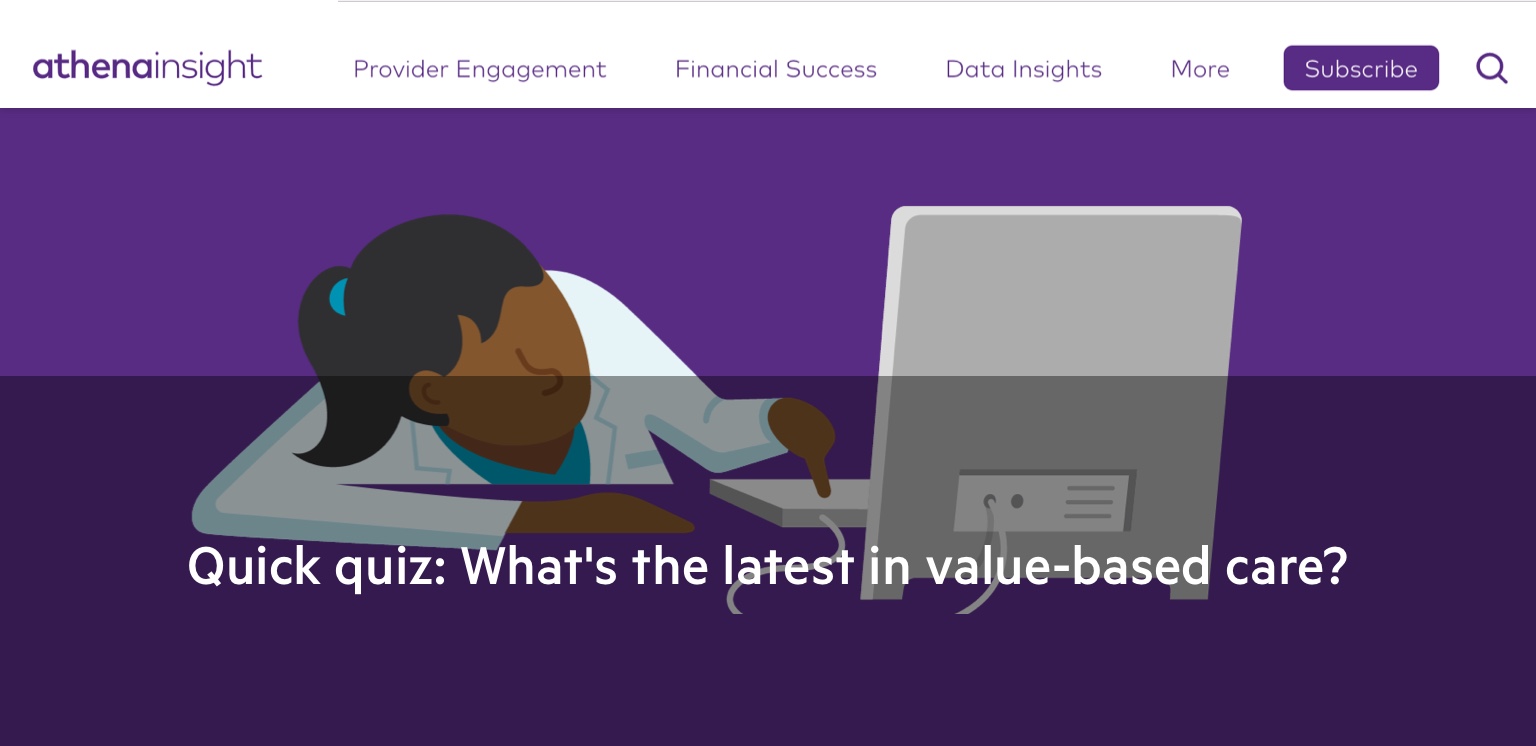 athenainsight
Provider Engagement
Financial Success
Data Insights
More
Subscribe
Quick quiz: What's the latest in value-based care?